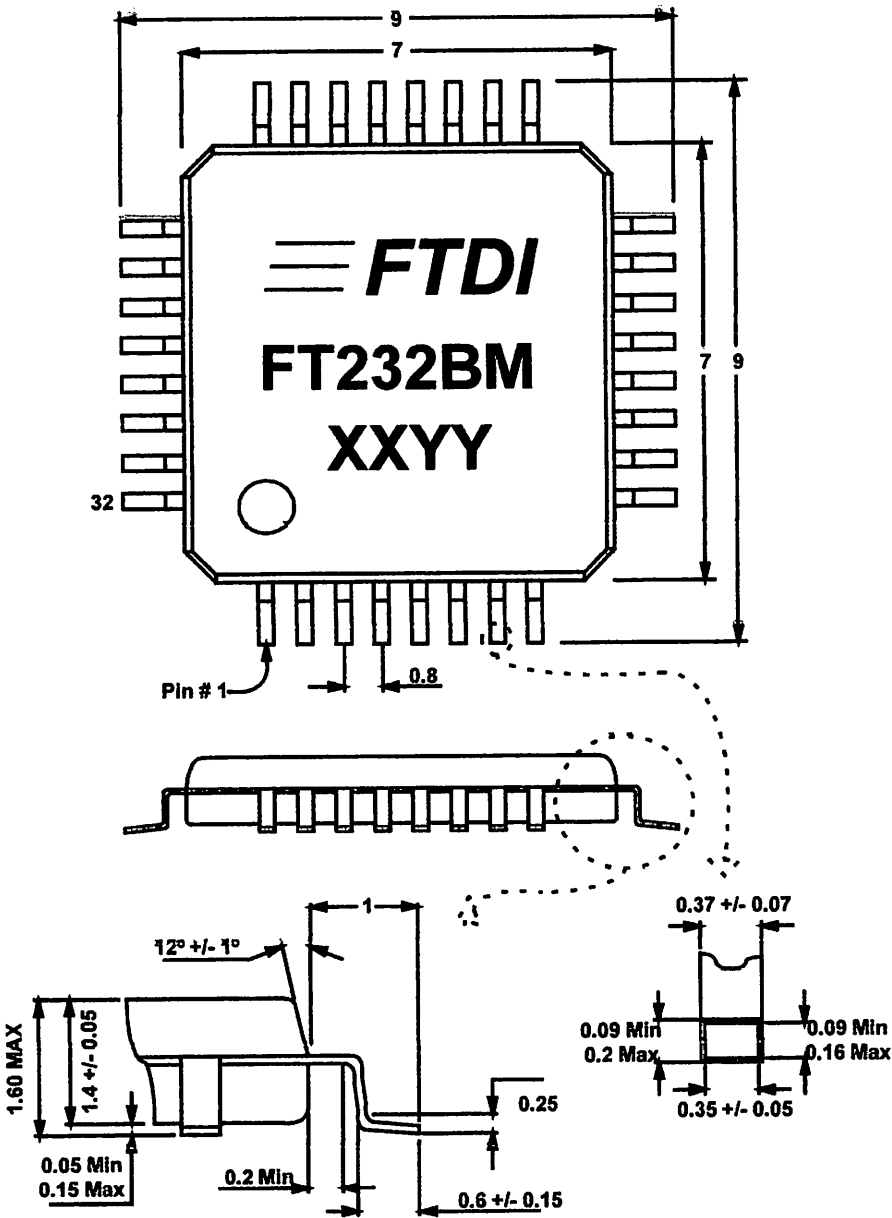 9
7
FTDI
FT232BM
XXYY
7 9
32
Pin # 1
0.8
1
0.37 +/- 0.07
12° +/- 1°
1.60 MAX
1.4 +/- 0.05
0.09 Min
0.2 Max
0.09 Min
0.16 Max
0.25
0.35 +/- 0.05
0.05 Min
0.15 Max
0.2 Min
0.6 +/- 0.15